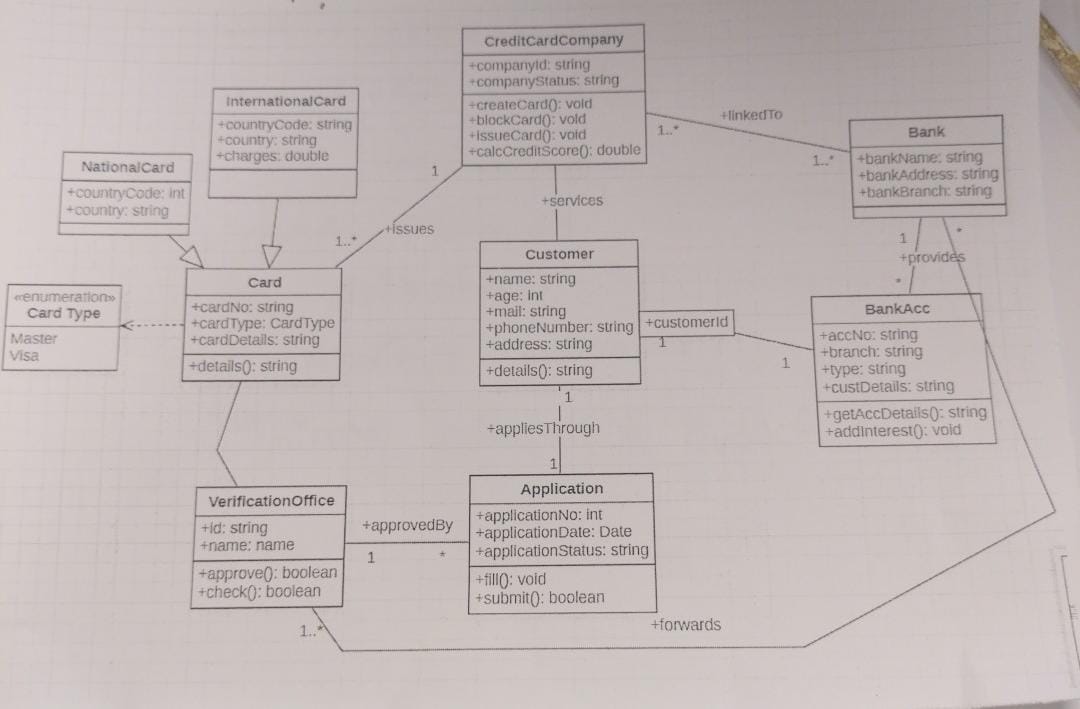 CreditCardCompany
+companyId: string
+companyStatus: string
+createCard(): void
+blockCard(): void
+issueCard(): void
+calcCreditScore(): double
InternationalCard
+countryCode: string
+country: string
+charges: double
NationalCard
+countryCode: int
+country: string
+linkedTo
1..*
1..*
Bank
+bankName: string
+bankAddress: string
+bankBranch: string
1
+issues
1..*
+services
1
*
+provides
*
Card
+cardNo: string
+cardType: CardType
+cardDetails: string
+details(): string
«enumeration»
Card Type
Master
Visa
Customer
+name: string
+age: int
+mail: string
+phoneNumber: string
+address: string
+details(): string
+customerId
1
1
BankAcc
+accNo: string
+branch: string
+type: string
+custDetails: string
+getAccDetails(): string
+addInterest(): void
1
+appliesThrough
1
VerificationOffice
+id: string
+name: name
+approve(): boolean
+check(): boolean
+approvedBy
1
*
Application
+applicationNo: int
+applicationDate: Date
+applicationStatus: string
+fill(): void
+submit(): boolean
1..*
+forwards